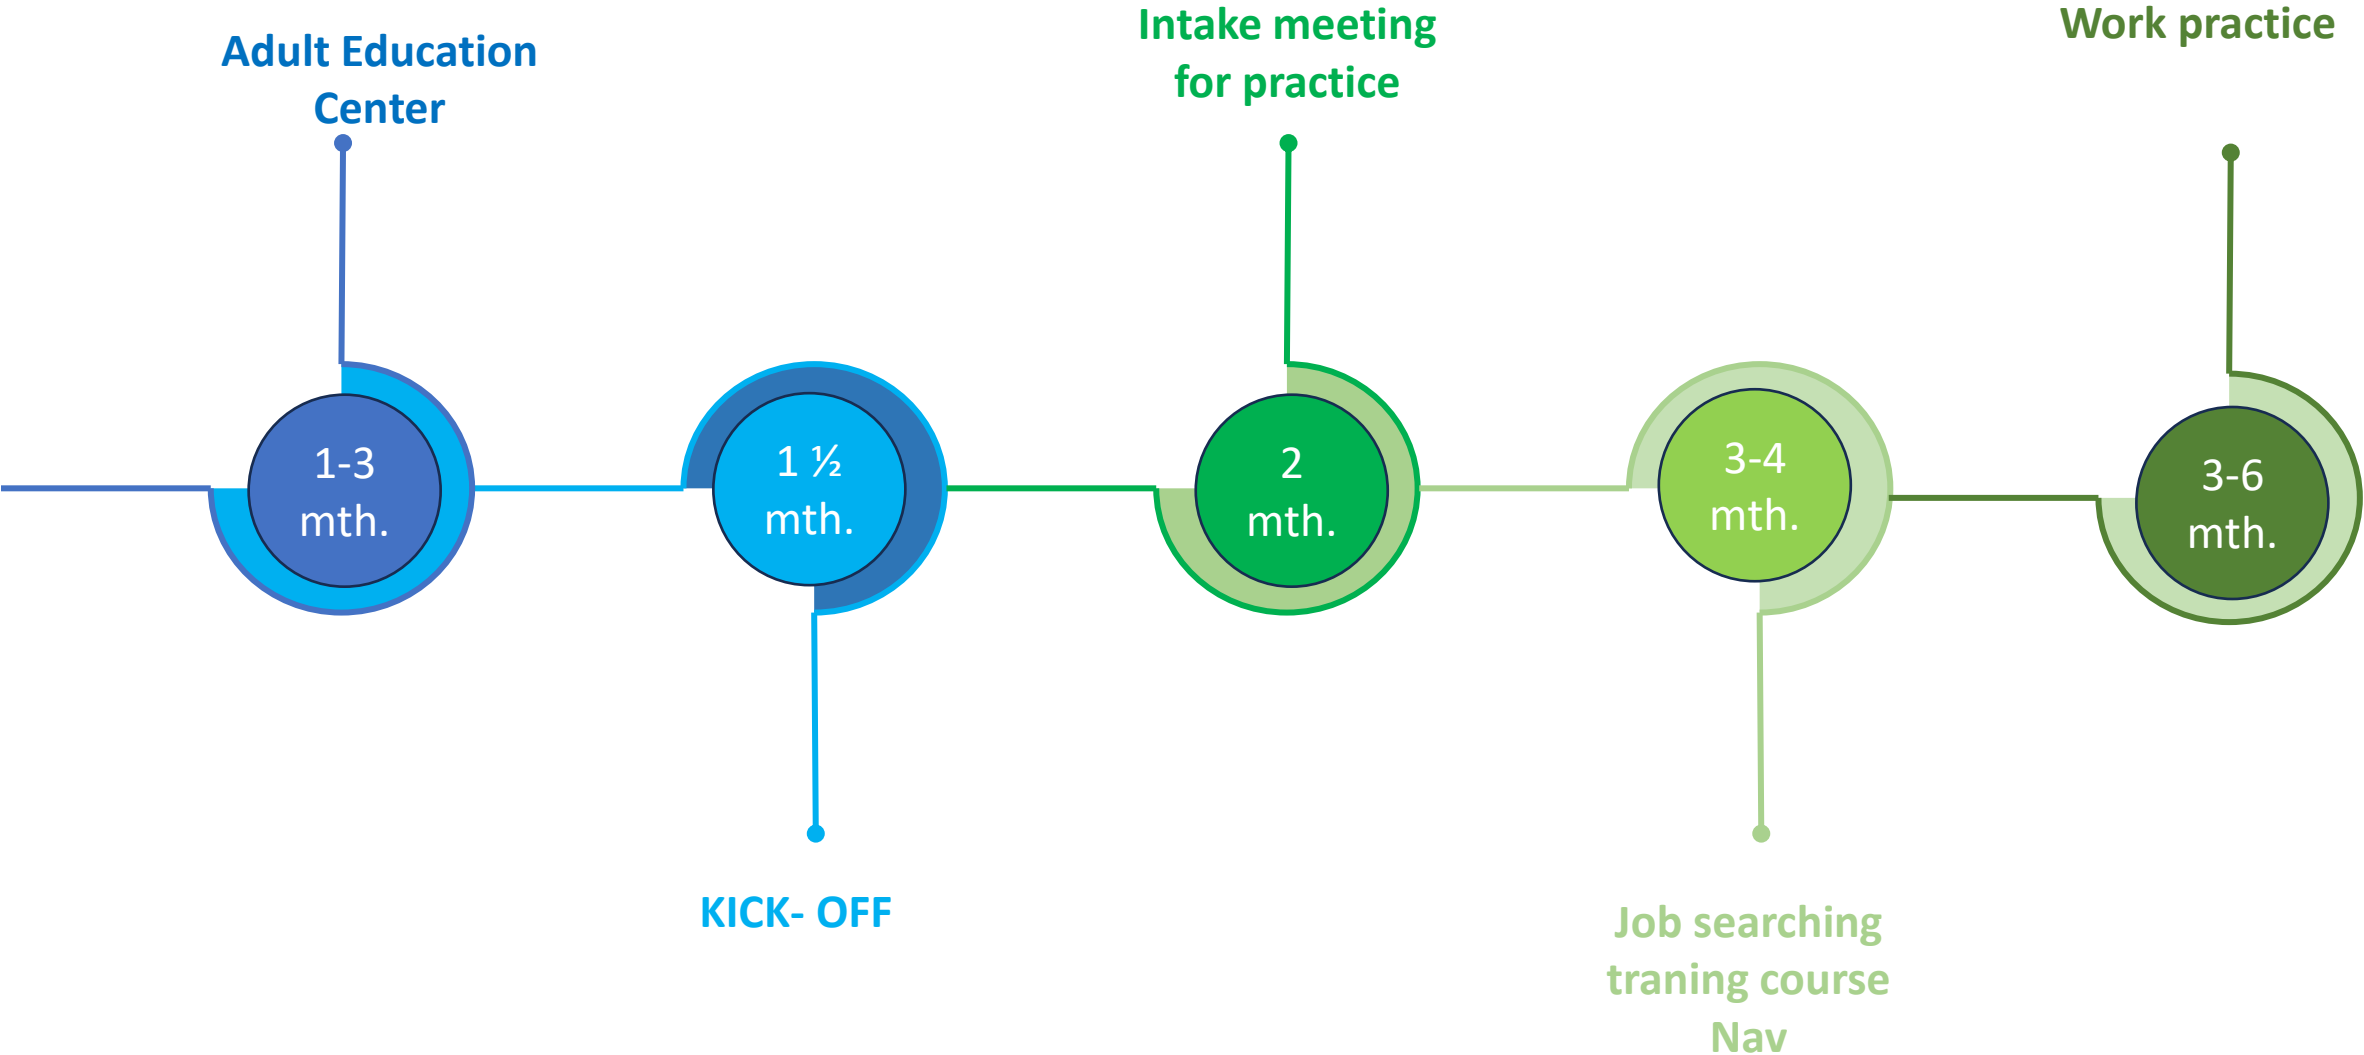 Adult Education
Center
1-3
mth.
KICK- OFF
1 ½
mth.
Intake meeting
for practice
2
mth.
Job searching
traning course
Nav
3-4
mth.
Work practice
3-6
mth.